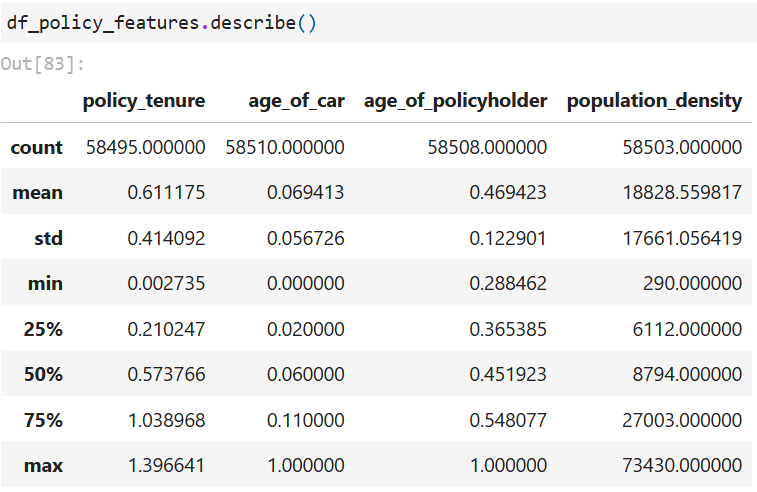 df_policy_features.describe()
Out[83]:
policy_tenure age_of_car age_of_policyholder population_density
count 58495.000000 58510.000000 58508.000000 58503.000000
mean 0.611175 0.069413 0.469423 18828.559817
std 0.414092 0.056726 0.122901 17661.056419
min 0.002735 0.000000 0.288462 290.000000
25% 0.210247 0.020000 0.365385 6112.000000
50% 0.573766 0.060000 0.451923 8794.000000
75% 1.038968 0.110000 0.548077 27003.000000
max 1.396641 1.000000 1.000000 73430.000000